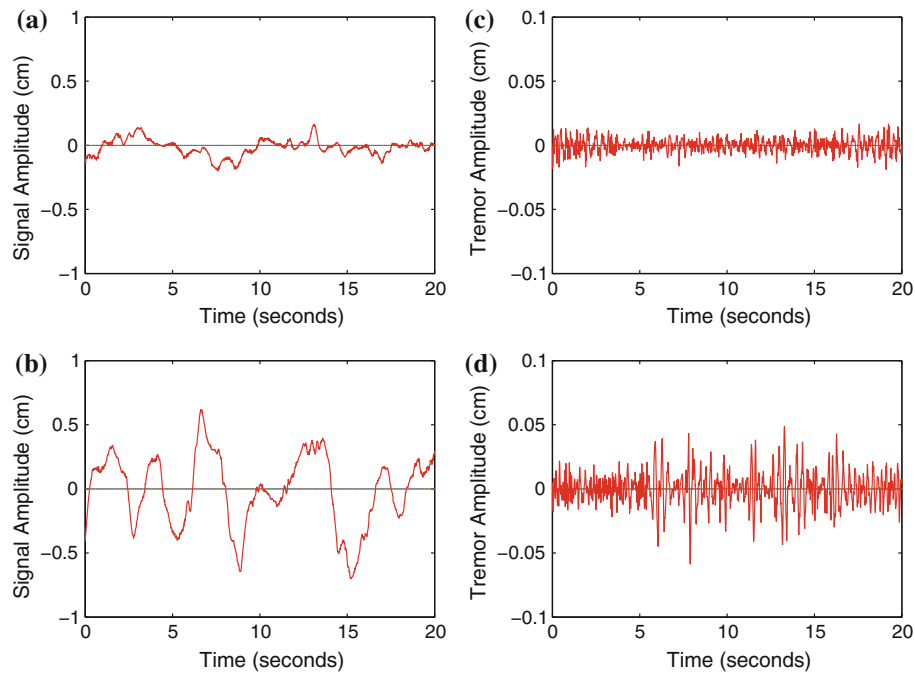 (a)
Signal Amplitude (cm)
1
0.5
0
−0.5
−1
0 5 10 15 20
Time (seconds)
(c)
Tremor Amplitude (cm)
0.1
0.05
0
−0.05
−0.1
0 5 10 15 20
Time (seconds)
(b)
Signal Amplitude (cm)
1
0.5
0
−0.5
−1
0 5 10 15 20
Time (seconds)
(d)
Tremor Amplitude (cm)
0.1
0.05
0
−0.05
−0.1
0 5 10 15 20
Time (seconds)